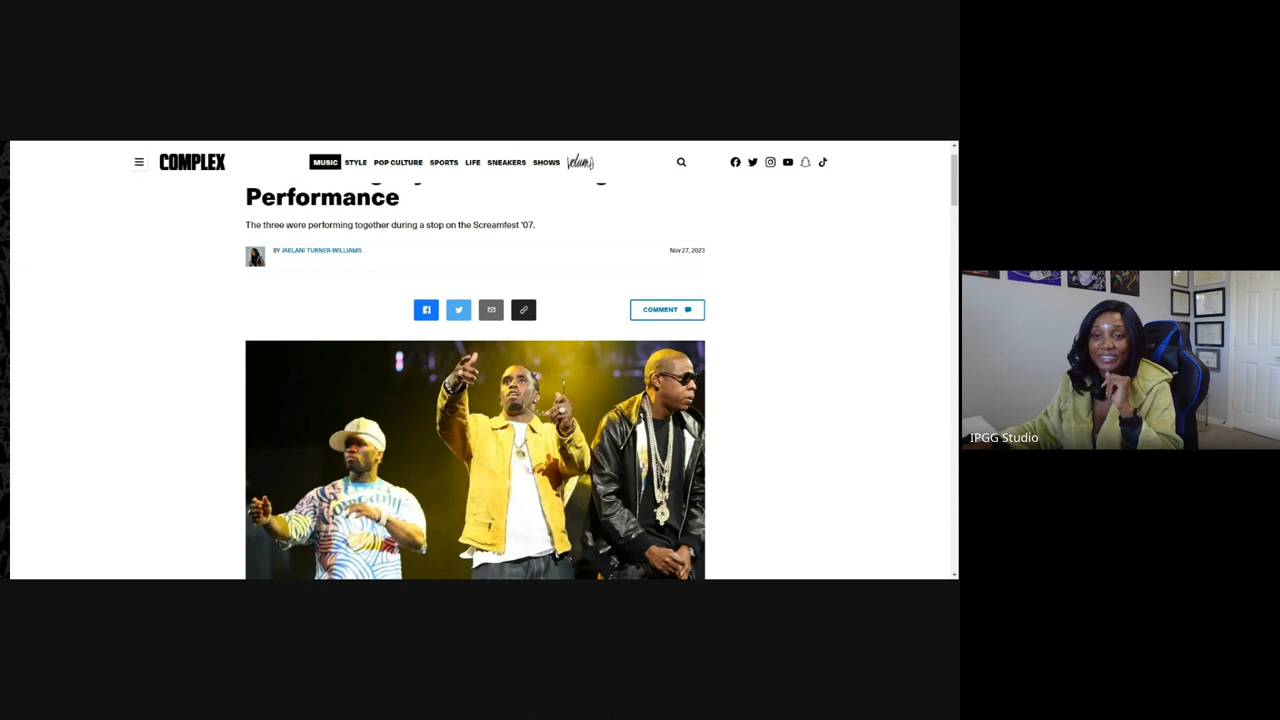 COMPLEX
MUSIC STYLE POP CULTURE SPORTS LIFE SNEAKERS SHOWS
Performance
The three were performing together during a stop on the Screamfest '07.
BY JAELANI TURNER-WILLIAMS
Nov 27, 2023
COMMENT
IPGG Studio